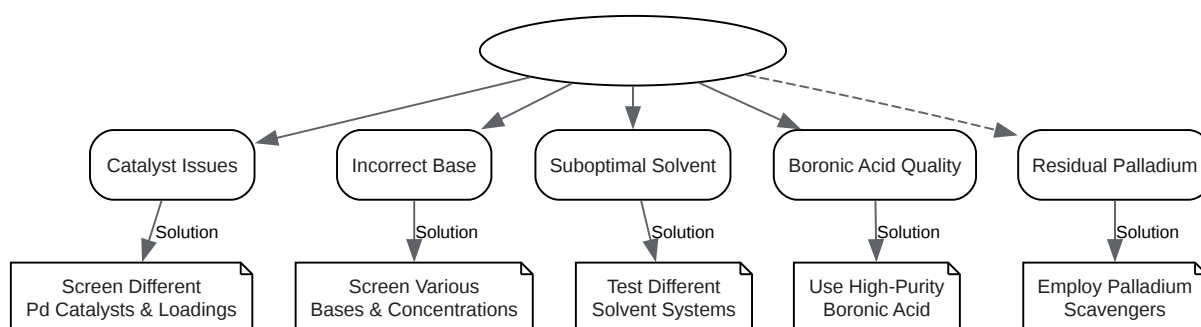 Catalyst Issues
Incorrect Base
Suboptimal Solvent
Boronic Acid Quality
Residual Palladium
Solution
Solution
Solution
Solution
Solution
Screen Different
Pd Catalysts & Loadings
Screen Various
Bases & Concentrations
Test Different
Solvent Systems
Use High-Purity
Boronic Acid
Employ Palladium
Scavengers